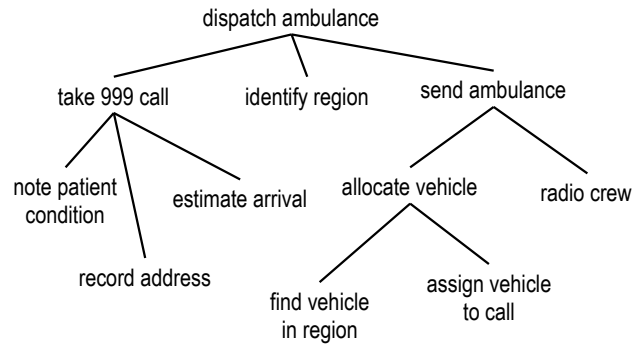 dispatch ambulance
take 999 call
identify region
send ambulance
note patient
condition
record address
estimate arrival
allocate vehicle
radio crew
find vehicle
in region
assign vehicle
to call